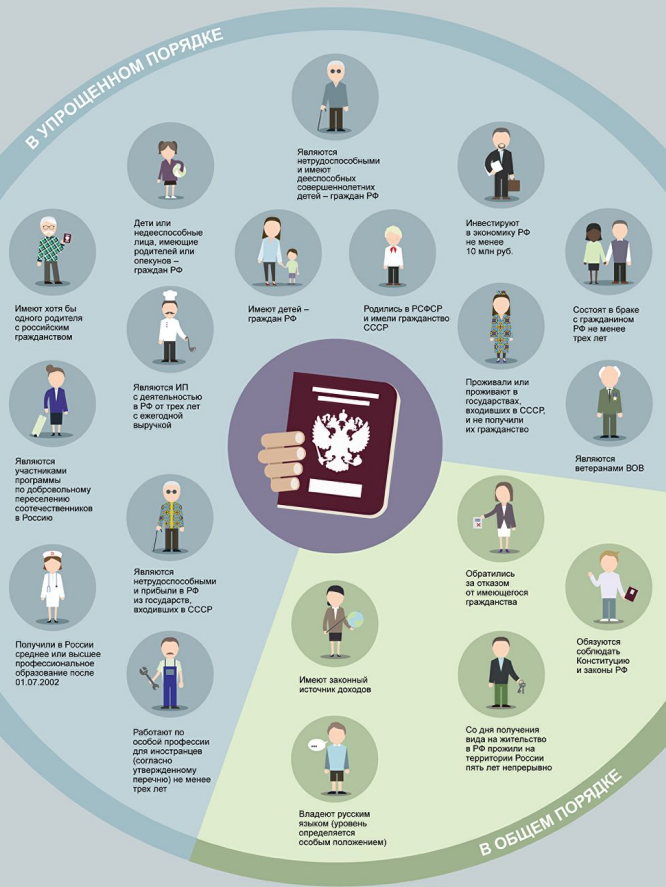 В УПРОЩЕННОМ ПОРЯДКЕ
Являются
нетрудоспособными
и имеют
дееспособных
совершеннолетних
детей – граждан РФ
Дети или
недееспособные
лица, имеющие
родителей или
опекунов –
граждан РФ
Инвестируют
в экономику РФ
не менее
10 млн руб.
Имеют хотя бы
одного родителя
с российским
гражданством
Имеют детей –
граждан РФ
Родились в РСФСР
и имели гражданство
СССР
Состоят в браке
с гражданином
РФ не менее
трех лет
Являются ИП
с деятельностью
в РФ от трех лет
с ежегодной
выручкой
Проживали или
проживают в
государствах,
входивших в СССР,
и не получили
их гражданство
Являются
участниками
программы
по добровольному
переселению
соотечественников
в Россию
Являются
ветеранами ВОВ
Являются
нетрудоспособными
и прибыли в РФ
из государств,
входивших в СССР
Получили в России
среднее или высшее
профессиональное
образование после
01.07.2002
Работают по
особой профессии
для иностранцев
(согласно
утвержденному
перечню) не менее
трех лет
Обратились
за отказом
от имеющегося
гражданства
Обязуются
соблюдать
Конституцию
и законы РФ
Имеют законный
источник доходов
Со дня получения
вида на жительство
в РФ прожили на
территории России
пять лет непрерывно
Владеют русским
языком (уровень
определяется
особым положением)
В ОБЩЕМ ПОРЯДКЕ